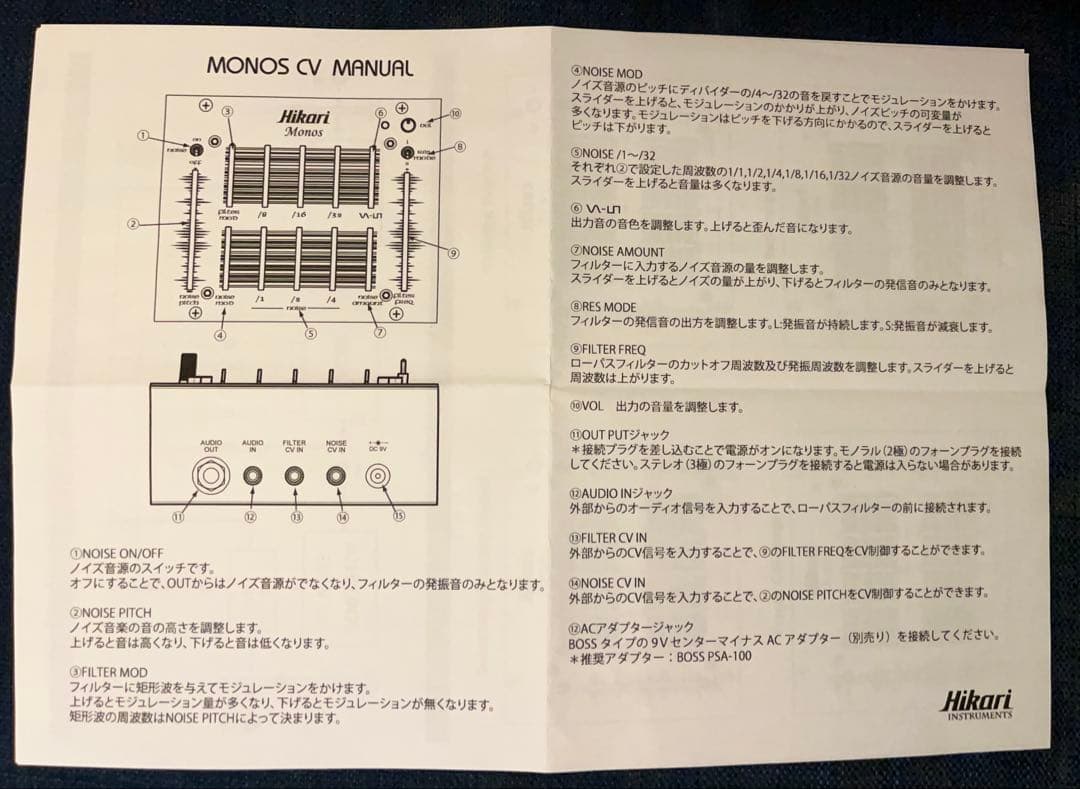 MONOS CV MANUAL
Hikari
Monos
③
⑥
⑩
①
on
noise
off
Vol
⑧
res
mode
L
s
②
filter
mod
/8
/16
/32
⑨
noise
pitch
noise
mod
/1
/2
/4
noise
noise
amount
filter
freq
④
⑤
⑦
AUDIO
OUT
AUDIO
IN
FILTER
CV IN
NOISE
CV IN
DC 9V
⑪
⑫
⑬
⑭
⑮
①NOISE ON/OFF
ノイズ音源のスイッチです。
オフにすることで、OUTからはノイズ音源がでなくなり、フィルターの発振音のみとなります。
②NOISE PITCH
ノイズ音楽の音の高さを調整します。
上げると音は高くなり、下げると音は低くなります。
③FILTER MOD
フィルターに矩形波を与えてモジュレーションをかけます。
上げるとモジュレーション量が多くなり、下げるとモジュレーションが無くなります。
矩形波の周波数はNOISE PITCHによって決まります。
④NOISE MOD
ノイズ音源のピッチにディバイダーの/4～/32の音を戻すことでモジュレーションをかけます。
スライダーを上げると、モジュレーションのかかりが上がり、ノイズピッチの可変量が
多くなります。モジュレーションはピッチを下げる方向にかかるので、スライダーを上げると
ピッチは下がります。
⑤NOISE /1～/32
それぞれ②で設定した周波数の1/1,1/2,1/4,1/8,1/16,1/32ノイズ音源の音量を調整します。
スライダーを上げると音量は多くなります。
⑥
出力音の音色を調整します。上げると歪んだ音になります。
⑦NOISE AMOUNT
フィルターに入力するノイズ音源の量を調整します。
スライダーを上げるとノイズの量が上がり、下げるとフィルターの発信音のみとなります。
⑧RES MODE
フィルターの発信音の出方を調整します。L:発振音が持続します。S:発振音が減衰します。
⑨FILTER FREQ
ローパスフィルターのカットオフ周波数及び発振周波数を調整します。スライダーを上げると
周波数は上がります。
⑩VOL　出力の音量を調整します。
⑪OUT PUTジャック
＊接続プラグを差し込むことで電源がオンになります。モノラル（2極）のフォーンプラグを接続
してください。ステレオ（3極）のフォーンプラグを接続すると電源は入らない場合があります。
⑫AUDIO INジャック
外部からのオーディオ信号を入力することで、ローパスフィルターの前に接続されます。
⑬FILTER CV IN
外部からのCV信号を入力することで、⑨のFILTER FREQをCV制御することができます。
⑭NOISE CV IN
外部からのCV信号を入力することで、②のNOISE PITCHをCV制御することができます。
⑫ACアダプタージャック
BOSS タイプの 9V センターマイナス AC アダプター（別売り）を接続してください。
＊推奨アダプター：BOSS PSA-100
Hikari
INSTRUMENTS